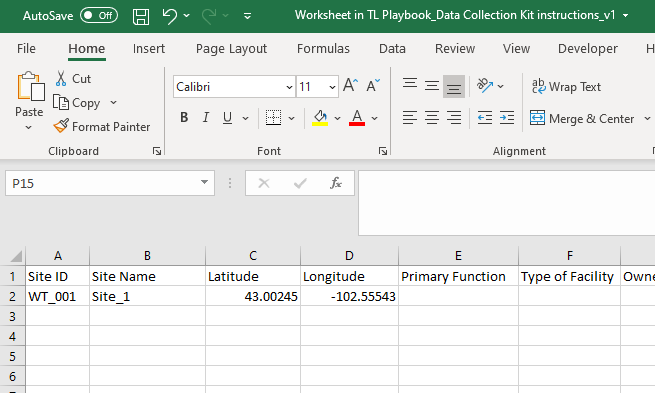 AutoSave Off Worksheet in TL Playbook_Data Collection Kit instructions_v1
File Home Insert Page Layout Formulas Data Review View Developer H
Paste Cut Calibri 11 A A ab Wrap Text
Copy
Format Painter B I U A Merge & Center
Clipboard Font Alignment
P15 fx
A B C D E F
1 Site ID Site Name Latitude Longitude Primary Function Type of Facility Owne
2 WT_001 Site_1 43.00245 -102.55543
3
4
5
6
7